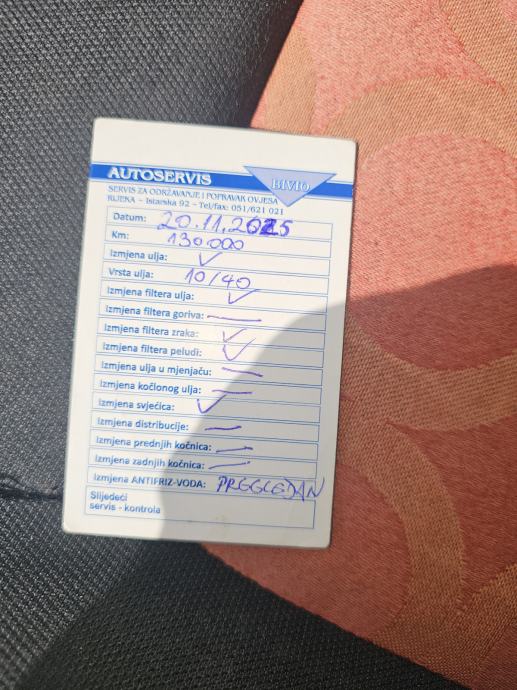 AUTOSERVIS BIVIO
SERVIS ZA ODRŽAVANJE I POPRAVAK OVJESA
RIJEKA - Istarska 92 - Tel/fax: 051/621 021
Datum: 20.11.2025
Km: 130000
Izmjena ulja: ✓
Vrsta ulja: 10/40
Izmjena filtera ulja: ✓
Izmjena filtera goriva: —
Izmjena filtera zraka: ✓
Izmjena filtera peludi: ✓
Izmjena ulja u mjenjaču: —
Izmjena kočlonog ulja: —
Izmjena svjećica: ✓
Izmjena distribucije: —
Izmjena prednjih kočnica: —
Izmjena zadnjih kočnica: —
Izmjena ANTIFRIZ-VODA: PREGLEDAN
Slijedeći
servis - kontrola